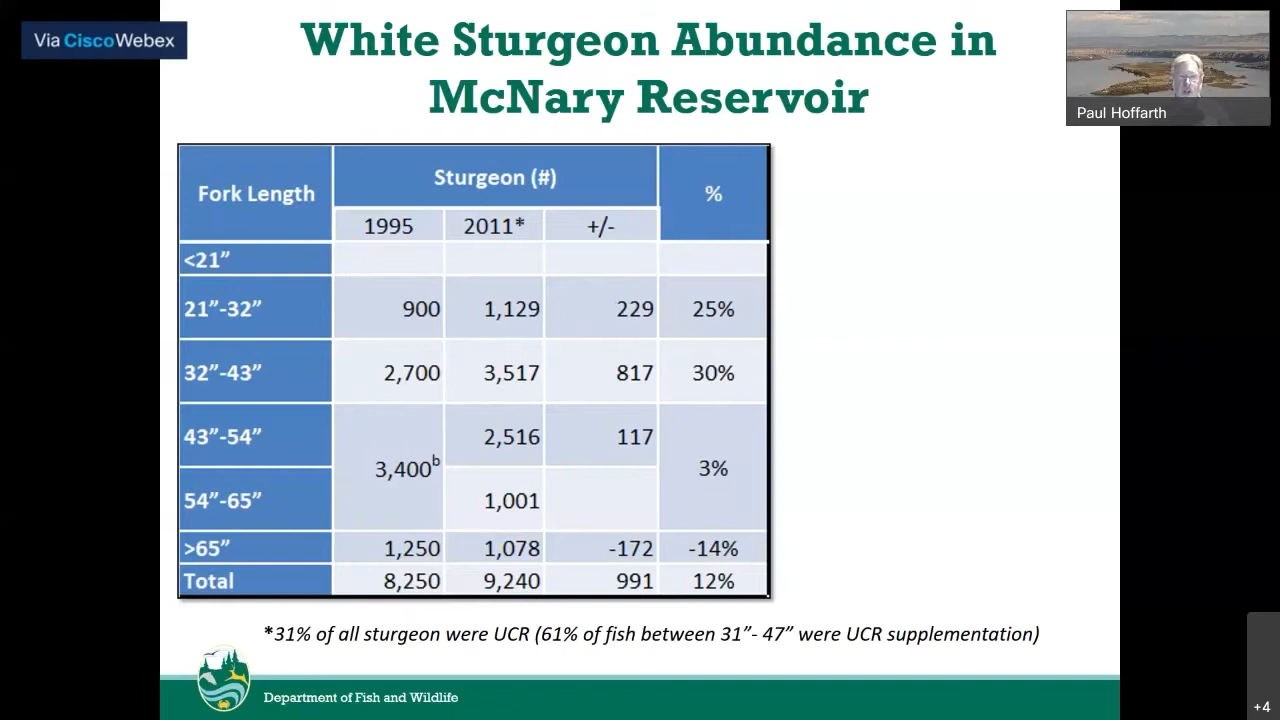 Via CiscoWebex
White Sturgeon Abundance in
McNary Reservoir
Paul Hoffarth
Fork Length Sturgeon (#) %
1995 2011* +/-
<21”
21”-32” 900 1,129 229 25%
32”-43” 2,700 3,517 817 30%
43”-54” 2,516 117
3,400b 3%
54”-65” 1,001
>65” 1,250 1,078 -172 -14%
Total 8,250 9,240 991 12%
*31% of all sturgeon were UCR (61% of fish between 31”- 47” were UCR supplementation)
Department of Fish and Wildlife
+4